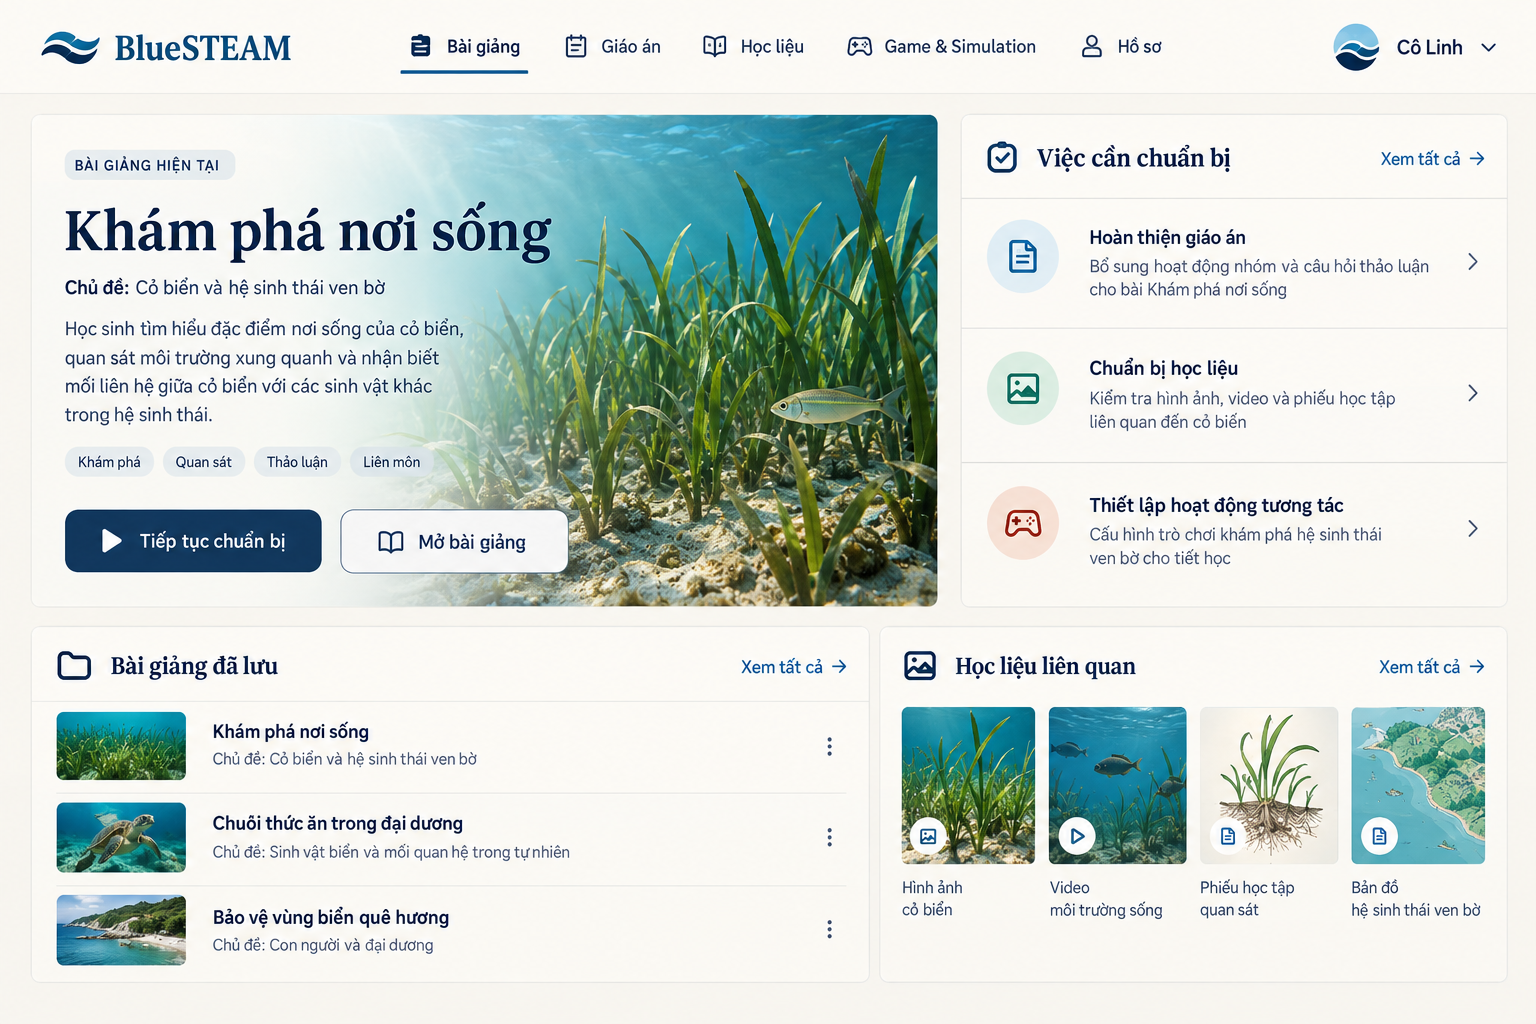 BlueSTEAM
Bài giảng
Giáo án
Học liệu
Game & Simulation
Hồ sơ
Cô Linh
BÀI GIẢNG HIỆN TẠI
Khám phá nơi sống
Chủ đề: Cỏ biển và hệ sinh thái ven bờ
Học sinh tìm hiểu đặc điểm nơi sống của cỏ biển,
quan sát môi trường xung quanh và nhận biết
mối liên hệ giữa cỏ biển với các sinh vật khác
trong hệ sinh thái.
Khám phá
Quan sát
Thảo luận
Liên môn
Tiếp tục chuẩn bị
Mở bài giảng
Việc cần chuẩn bị
Xem tất cả →
Hoàn thiện giáo án
Bổ sung hoạt động nhóm và câu hỏi thảo luận
cho bài Khám phá nơi sống
Chuẩn bị học liệu
Kiểm tra hình ảnh, video và phiếu học tập
liên quan đến cỏ biển
Thiết lập hoạt động tương tác
Cấu hình trò chơi khám phá hệ sinh thái
ven bờ cho tiết học
Bài giảng đã lưu
Xem tất cả →
Khám phá nơi sống
Chủ đề: Cỏ biển và hệ sinh thái ven bờ
Chuỗi thức ăn trong đại dương
Chủ đề: Sinh vật biển và mối quan hệ trong tự nhiên
Bảo vệ vùng biển quê hương
Chủ đề: Con người và đại dương
Học liệu liên quan
Xem tất cả →
Hình ảnh
cỏ biển
Video
môi trường sống
Phiếu học tập
quan sát
Bản đồ
hệ sinh thái ven bờ